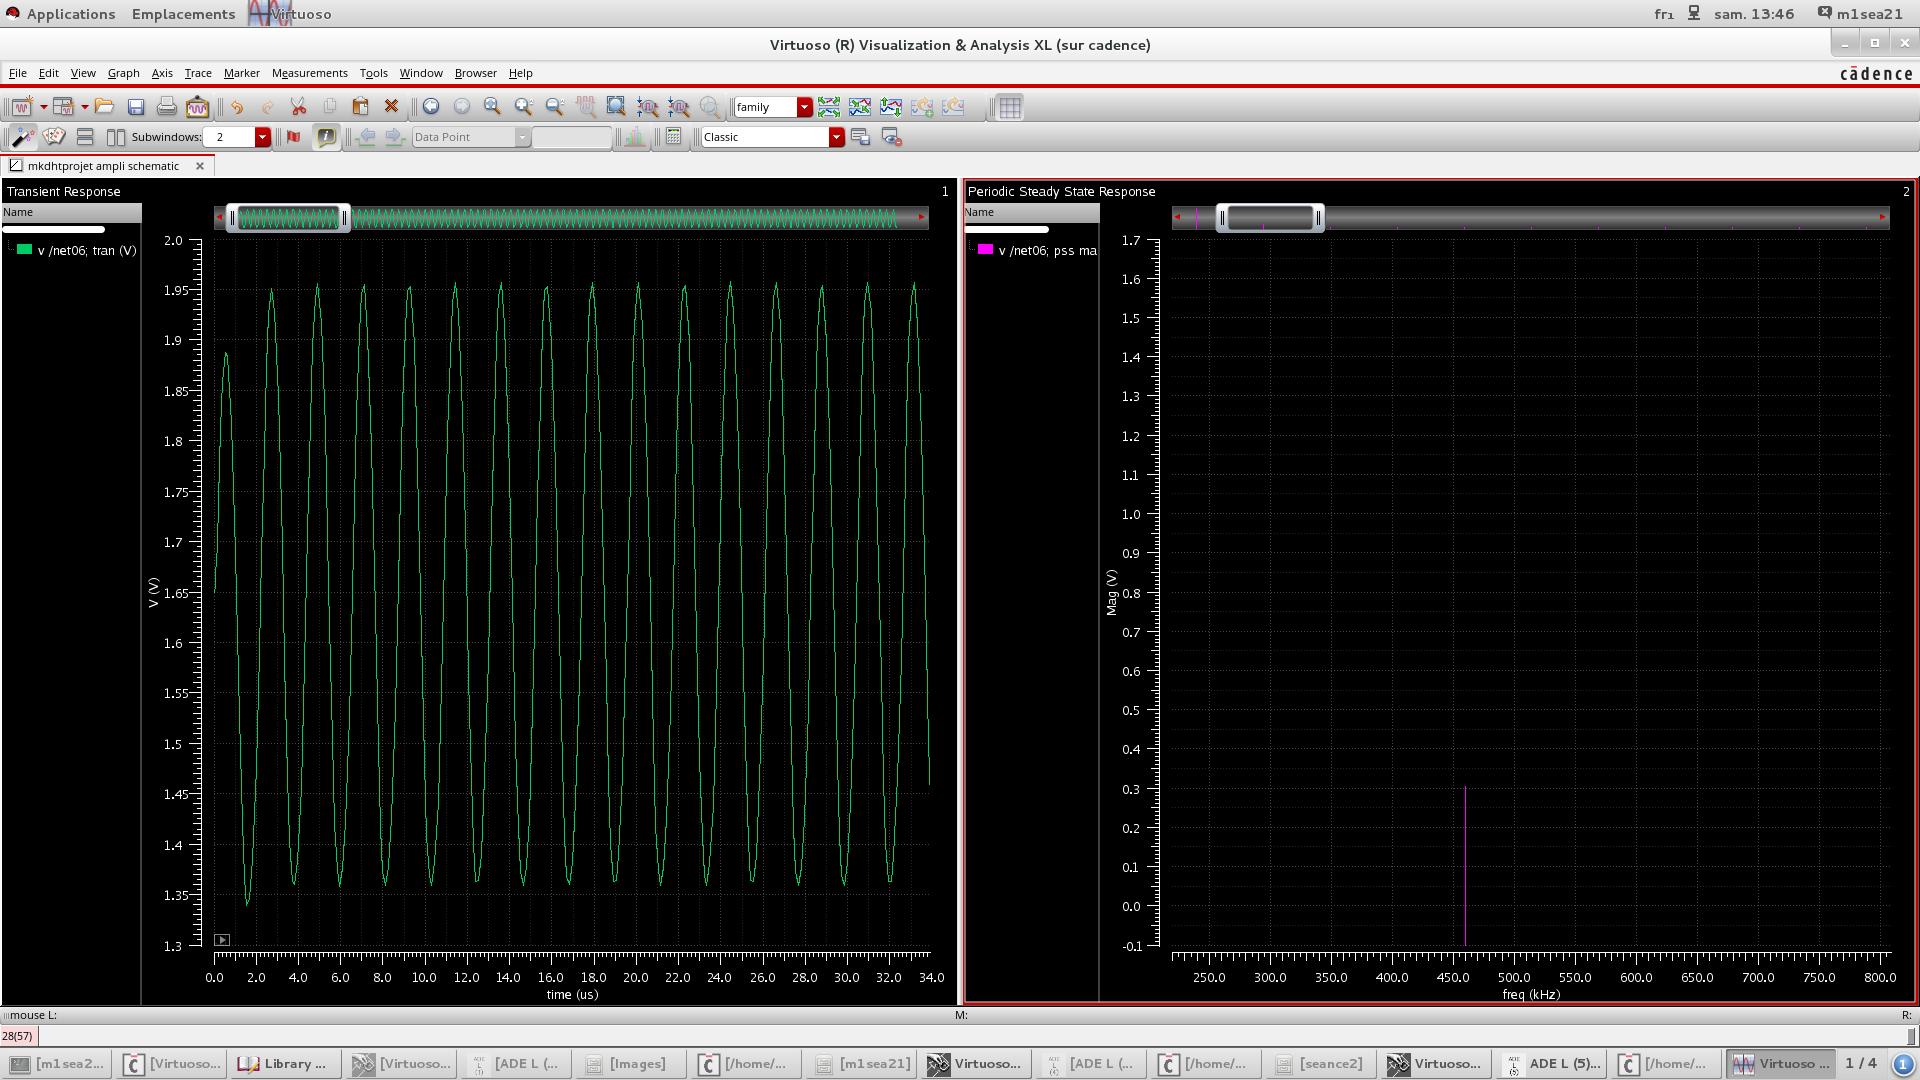 Applications Emplacements Virtuoso fr₁ sam. 13:46 m1sea21
Virtuoso (R) Visualization & Analysis XL (sur cadence)
File Edit View Graph Axis Trace Marker Measurements Tools Window Browser Help cādence
family
Subwindows: 2 Data Point Classic
mkdhtprojet ampli schematic
Transient Response 1
Name
v /net06; tran (V)
2.0
1.95
1.9
1.85
1.8
1.75
1.7
1.65
1.6
1.55
1.5
1.45
1.4
1.35
1.3
V (V)
0.0 2.0 4.0 6.0 8.0 10.0 12.0 14.0 16.0 18.0 20.0 22.0 24.0 26.0 28.0 30.0 32.0 34.0
time (us)
Periodic Steady State Response 2
Name
v /net06; pss ma
1.7
1.6
1.5
1.4
1.3
1.2
1.1
1.0
0.9
0.8
0.7
0.6
0.5
0.4
0.3
0.2
0.1
0.0
-0.1
Mag (V)
250.0 300.0 350.0 400.0 450.0 500.0 550.0 600.0 650.0 700.0 750.0 800.0
freq (kHz)
mouse L: M: R:
28(57)
[m1sea2... [Virtuoso... Library ... [Virtuoso... [ADE L (... [Images] [/home/... [m1sea21] Virtuoso... [ADE L (... [/home/... [seance2] Virtuoso... ADE L (5)... [/home/... Virtuoso ... 1 / 4 1